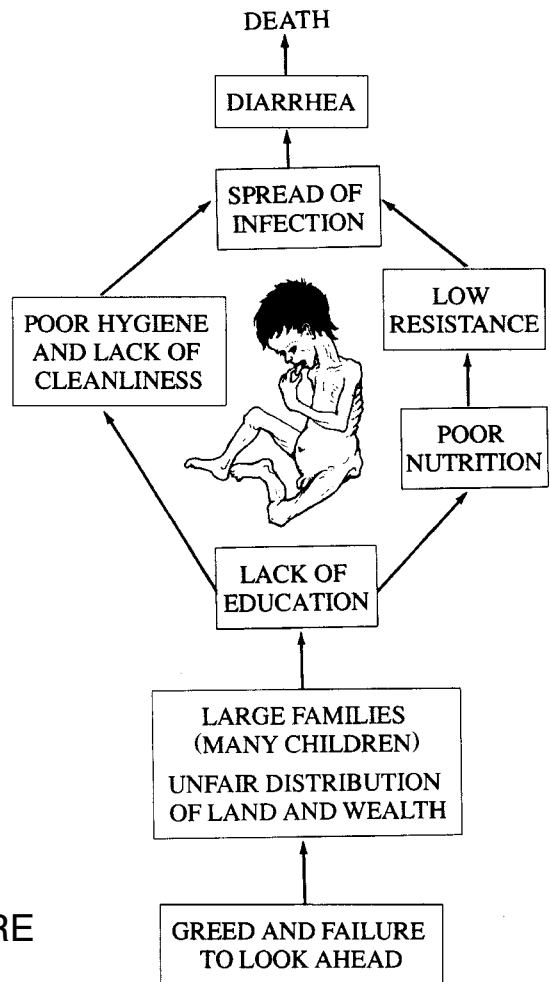 DEATH
DIARRHEA
SPREAD OF
INFECTION
POOR HYGIENE
AND LACK OF
CLEANLINESS
LOW
RESISTANCE
POOR
NUTRITION
LACK OF
EDUCATION
LARGE FAMILIES
(MANY CHILDREN)
UNFAIR DISTRIBUTION
OF LAND AND WEALTH
GREED AND FAILURE
TO LOOK AHEAD